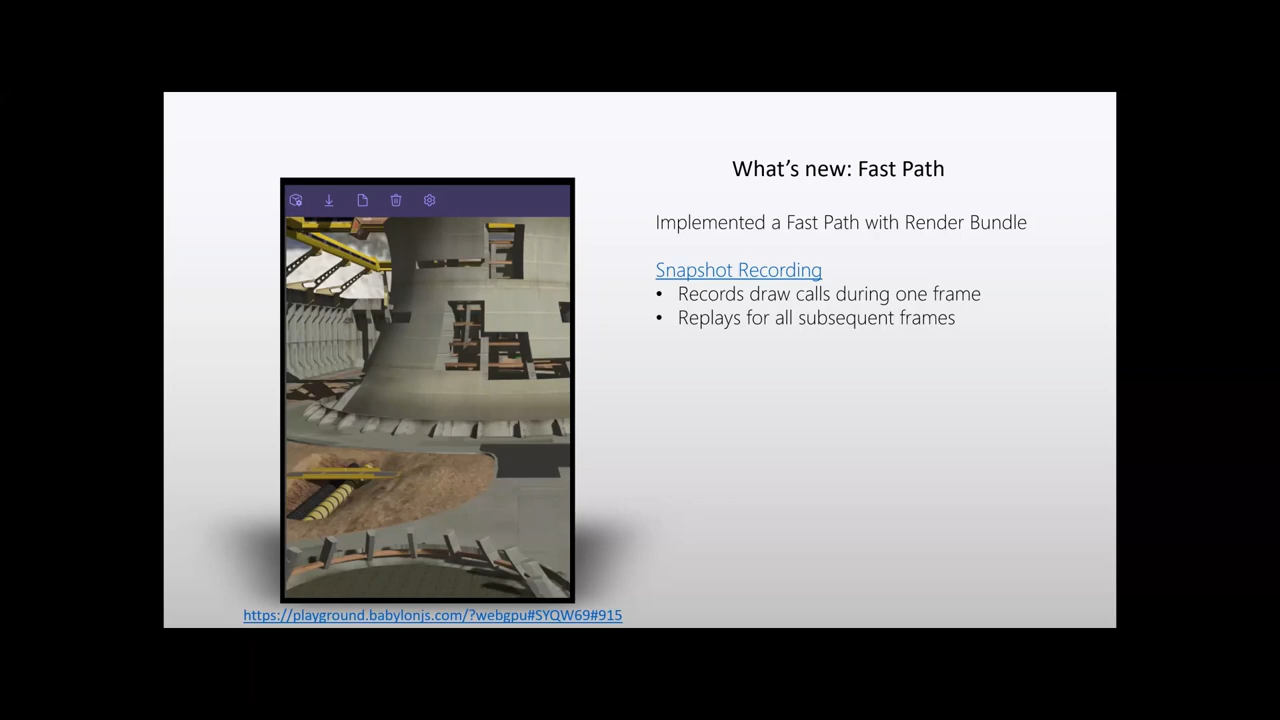 What’s new: Fast Path
Implemented a Fast Path with Render Bundle
Snapshot Recording
• Records draw calls during one frame
• Replays for all subsequent frames
https://playground.babylonjs.com/?webgpu#SYQW69#915